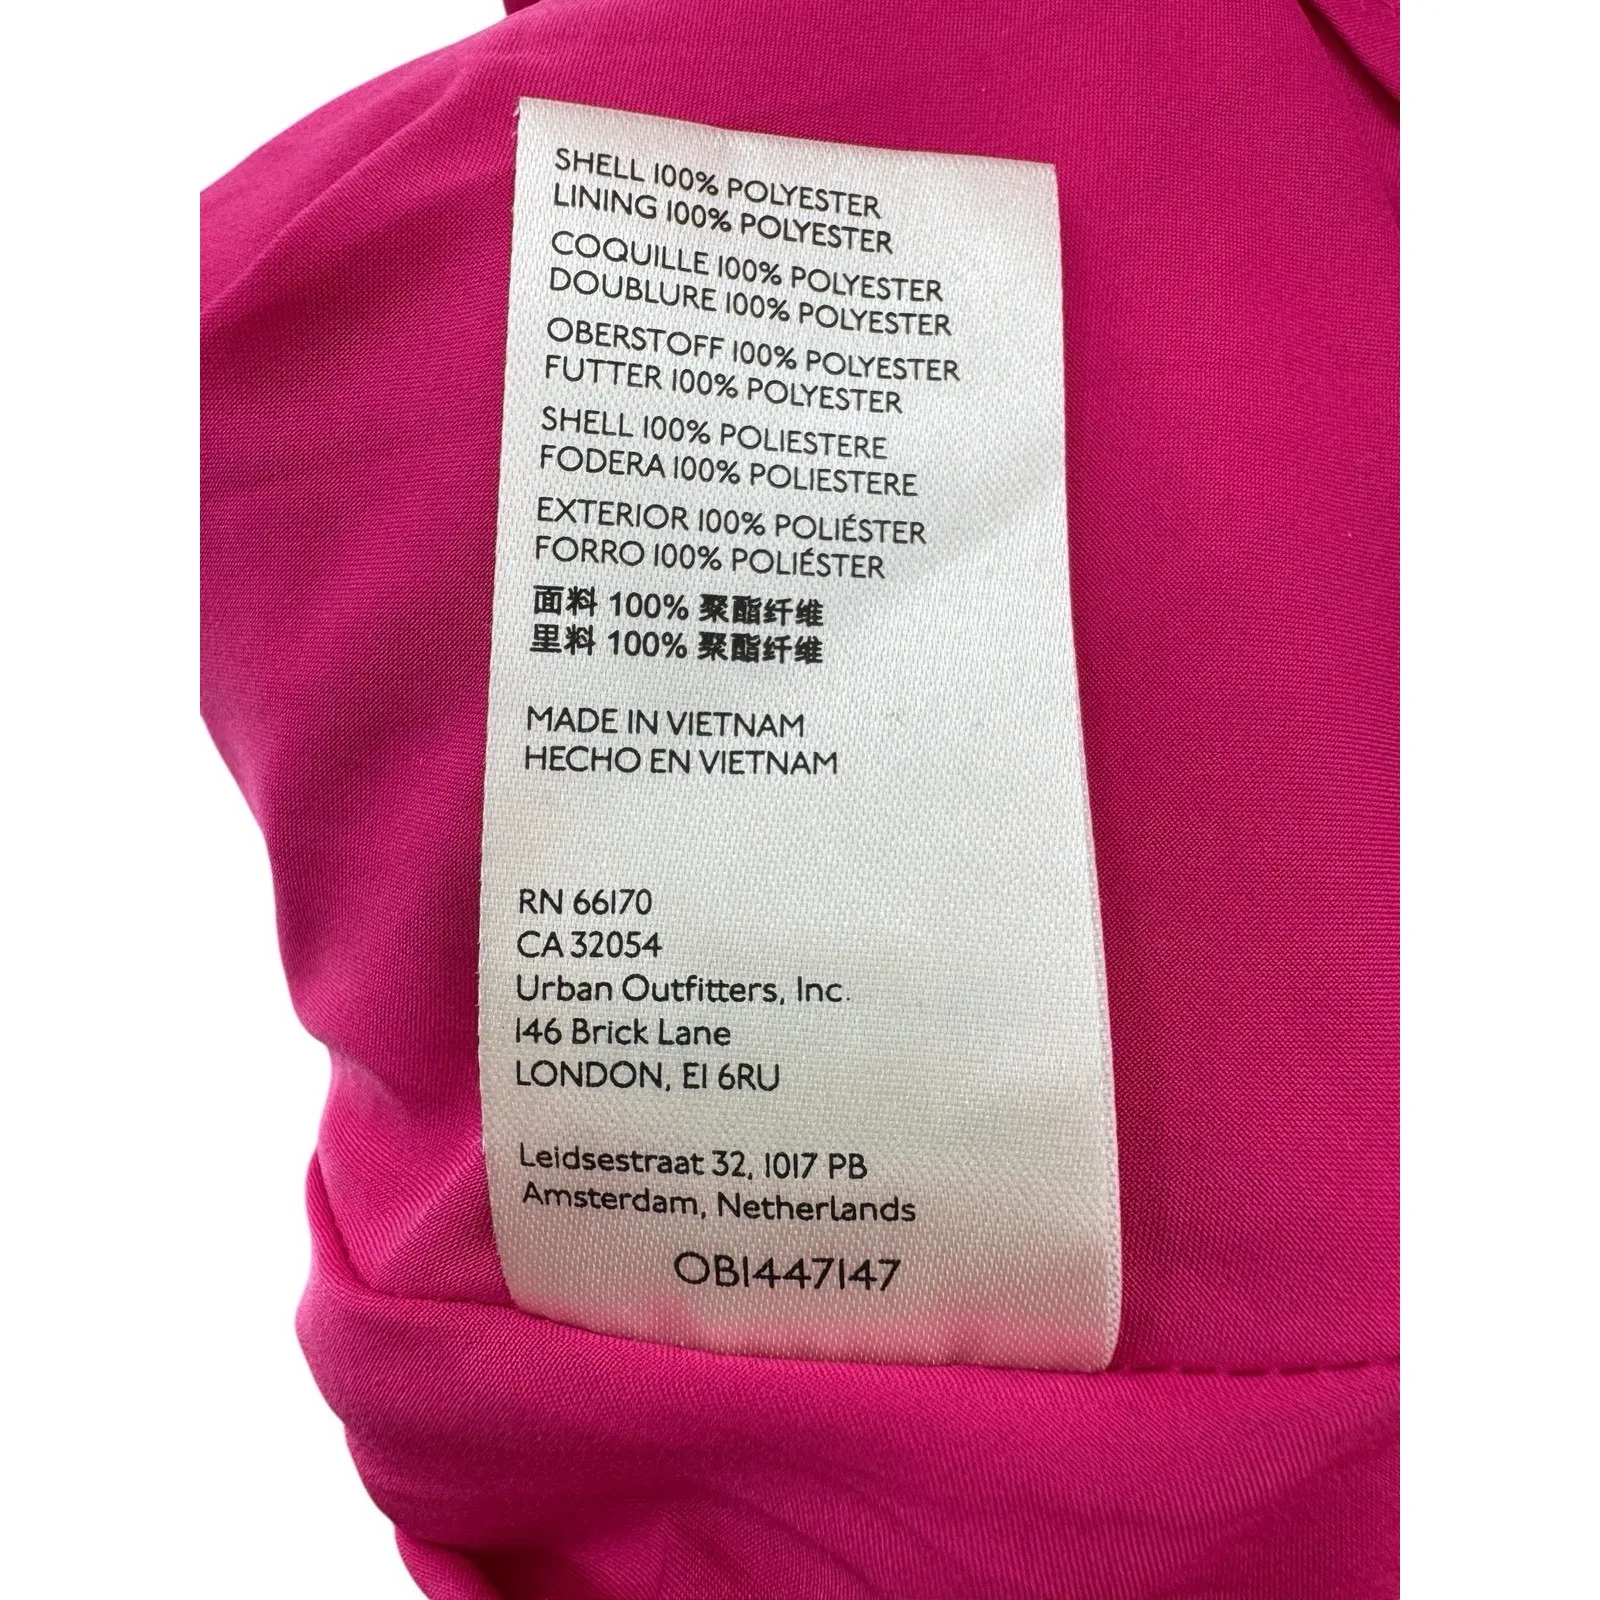 SHELL 100% POLYESTER
LINING 100% POLYESTER
COQUILLE 100% POLYESTER
DOUBLURE 100% POLYESTER
OBERSTOFF 100% POLYESTER
FUTTER 100% POLYESTER
SHELL 100% POLIESTERE
FODERA 100% POLIESTERE
EXTERIOR 100% POLIÉSTER
FORRO 100% POLIÉSTER
面料 100% 聚酯纤维
里料 100% 聚酯纤维
MADE IN VIETNAM
HECHO EN VIETNAM
RN 66170
CA 32054
Urban Outfitters, Inc.
146 Brick Lane
LONDON, E1 6RU
Leidsestraat 32, 1017 PB
Amsterdam, Netherlands
OB1447147